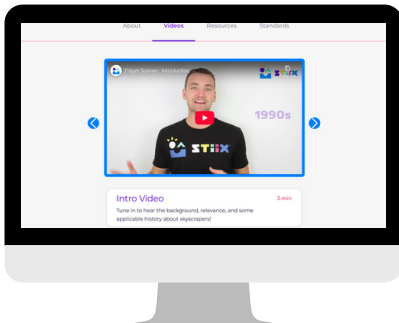 About Videos Resources Standards
Fidget Spinner - Introduction
STIIX
1990s
STIIX
Intro Video 3 min
Tune in to hear the background, relevance, and some
applicable history about skyscrapers!